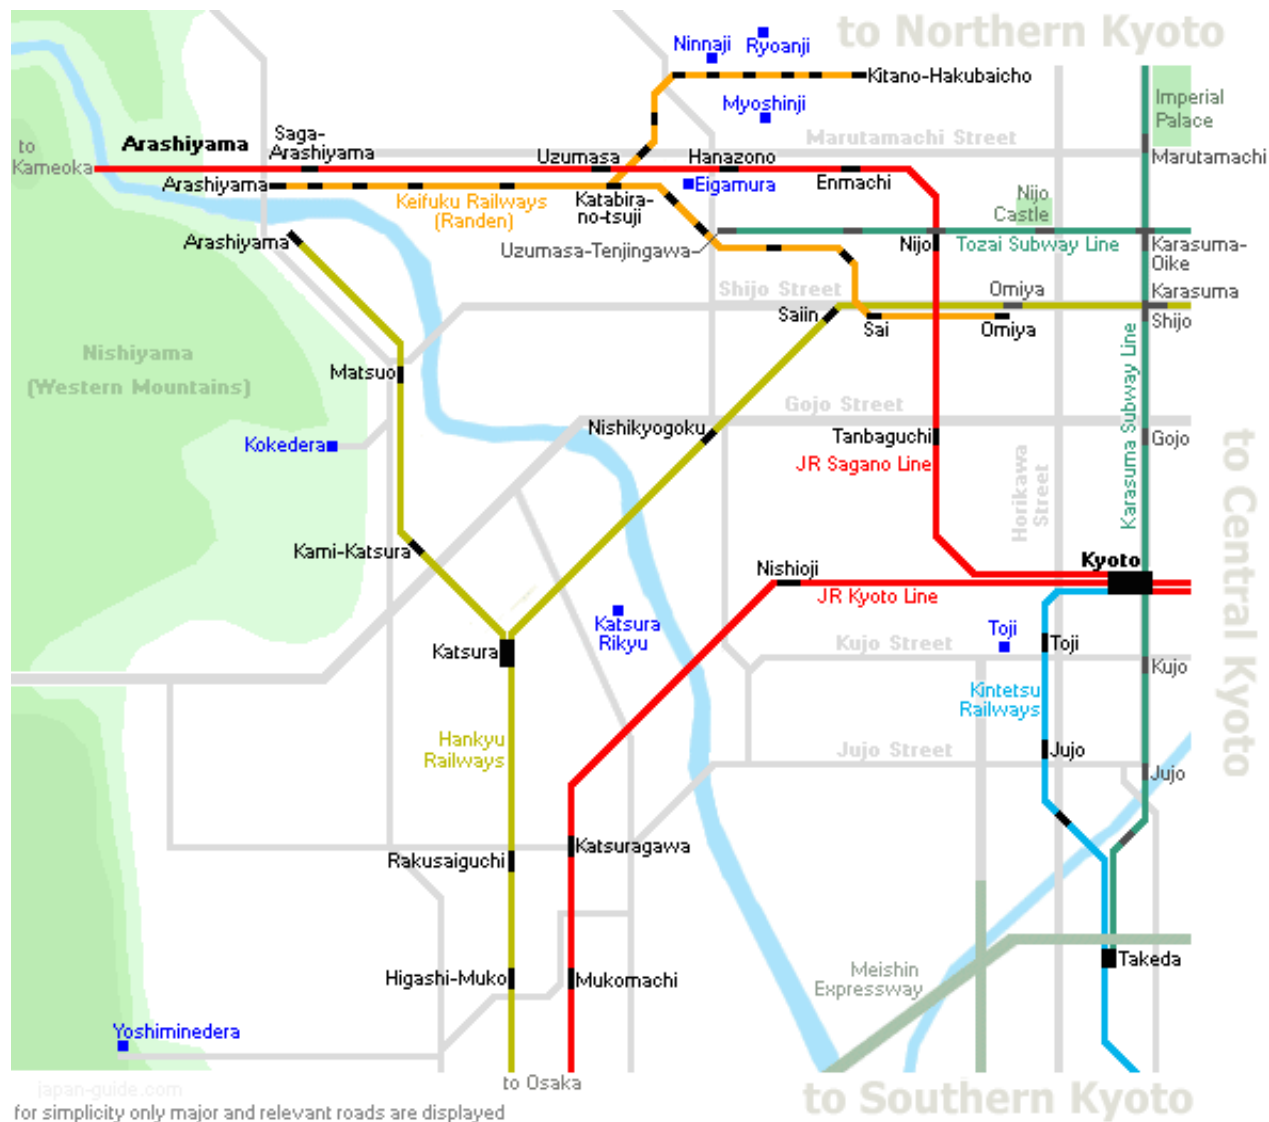 to Northern Kyoto
Ninnaji
Ryoanji
Kitano-Hakubaicho
Myoshinji
Imperial
Palace
Marutamachi Street
Marutamachi
to
Kameoka
Arashiyama
Saga-
Arashiyama
Uzumasa
Hanazono
Enmachi
Arashiyama
Keifuku Railways
(Randen)
Katabira-
no-tsuji
Eigamura
Nijo
Castle
Arashiyama
Uzumasa-Tenjingawa
Nijo
Tozai Subway Line
Karasuma-
Oike
Shijo Street
Omiya
Karasuma
Saiin
Sai
Omiya
Shijo
Nishiyama
(Western Mountains)
Matsuo
Karasuma Subway Line
Gojo Street
Kokedera
Nishikyogoku
Tanbaguchi
Gojo
JR Sagano Line
Horikawa
Street
to Central Kyoto
Kami-Katsura
Nishioji
Kyoto
JR Kyoto Line
Katsura
Rikyu
Toji
Katsura
Kujo Street
Toji
Kujo
Kintetsu
Railways
Hankyu
Railways
Jujo Street
Jujo
Jujo
Rakusaiguchi
Katsuragawa
Higashi-Muko
Mukomachi
Meishin
Expressway
Takeda
Yoshiminedera
to Osaka
japan-guide.com
to Southern Kyoto
for simplicity only major and relevant roads are displayed